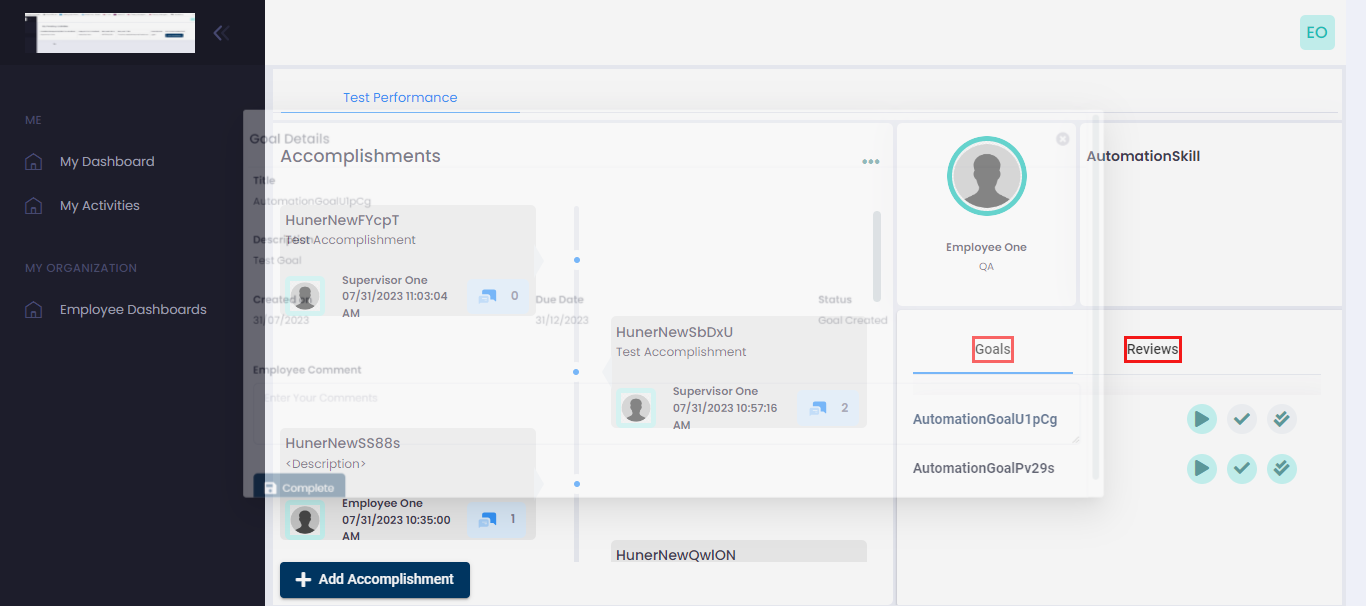 EO
ME
My Dashboard
My Activities
MY ORGANIZATION
Employee Dashboards
Test Performance
Goal Details
Title
AutomationGoalU1pCg
Description
Test Goal
Created on
31/07/2023
Due Date
31/12/2023
Status
Goal Created
Employee Comment
Enter Your Comments
Complete
Accomplishments
HunerNewFYcpT
Test Accomplishment
Supervisor One
07/31/2023 11:03:04
AM
0
HunerNewSbDxU
Test Accomplishment
Supervisor One
07/31/2023 10:57:16
AM
2
HunerNewSS88s
<Description>
Employee One
07/31/2023 10:35:00
AM
1
HunerNewQwlON
Add Accomplishment
Employee One
QA
AutomationSkill
Goals
Reviews
AutomationGoalU1pCg
AutomationGoalPv29s